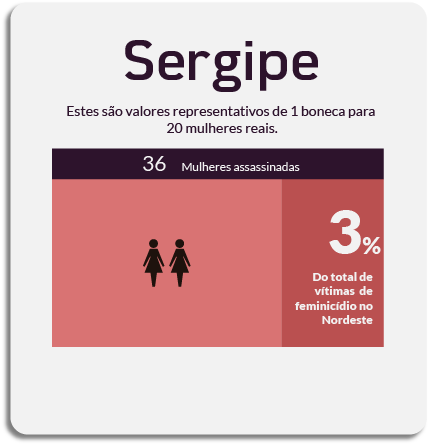 Sergipe
Estes são valores representativos de 1 boneca para
20 mulheres reais.
36 Mulheres assassinadas
3%
Do total de
vítimas de
feminicídio no
Nordeste